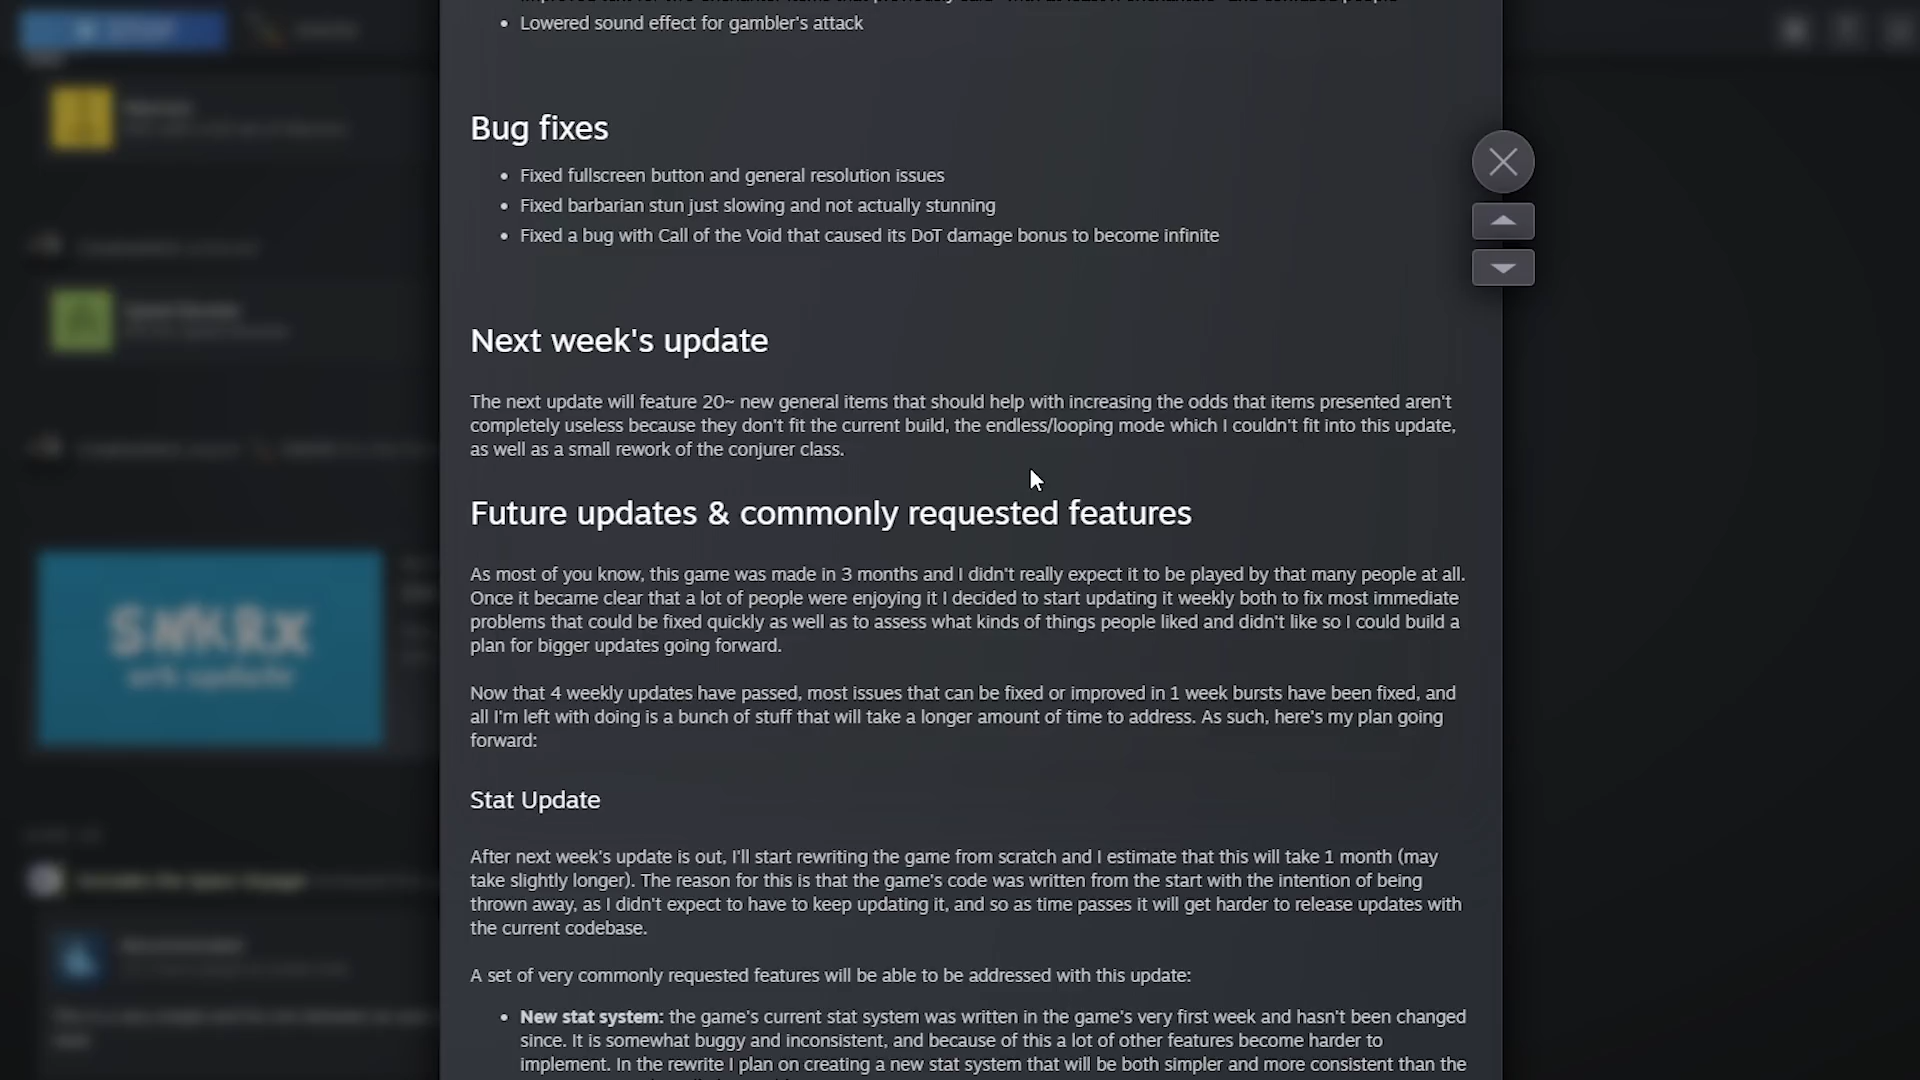 Lowered sound effect for gambler's attack
Bug fixes
Fixed fullscreen button and general resolution issues
Fixed barbarian stun just slowing and not actually stunning
Fixed a bug with Call of the Void that caused its DoT damage bonus to become infinite
Next week's update
The next update will feature 20~ new general items that should help with increasing the odds that items presented aren't
completely useless because they don't fit the current build, the endless/looping mode which I couldn't fit into this update,
as well as a small rework of the conjurer class.
Future updates & commonly requested features
As most of you know, this game was made in 3 months and I didn't really expect it to be played by that many people at all.
Once it became clear that a lot of people were enjoying it I decided to start updating it weekly both to fix most immediate
problems that could be fixed quickly as well as to assess what kinds of things people liked and didn't like so I could build a
plan for bigger updates going forward.
Now that 4 weekly updates have passed, most issues that can be fixed or improved in 1 week bursts have been fixed, and
all I'm left with doing is a bunch of stuff that will take a longer amount of time to address. As such, here's my plan going
forward:
SNKRX
Stat Update
After next week's update is out, I'll start rewriting the game from scratch and I estimate that this will take 1 month (may
take slightly longer). The reason for this is that the game's code was written from the start with the intention of being
thrown away, as I didn't expect to have to keep updating it, and so as time passes it will get harder to release updates with
the current codebase.
A set of very commonly requested features will be able to be addressed with this update:
New stat system: the game's current stat system was written in the game's very first week and hasn't been changed
since. It is somewhat buggy and inconsistent, and because of this a lot of other features become harder to
implement. In the rewrite I plan on creating a new stat system that will be both simpler and more consistent than the